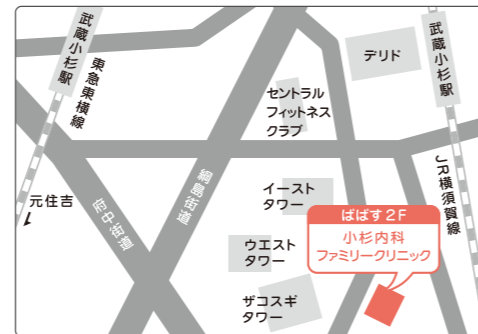 武蔵小杉駅
東急東横線
元住吉
府中街道
綱島街道
セントラル
フィットネス
クラブ
デリド
武蔵小杉駅
JR横須賀線
イースト
タワー
ウエスト
タワー
ザコスギ
タワー
ばばす2F
小杉内科
ファミリークリニック